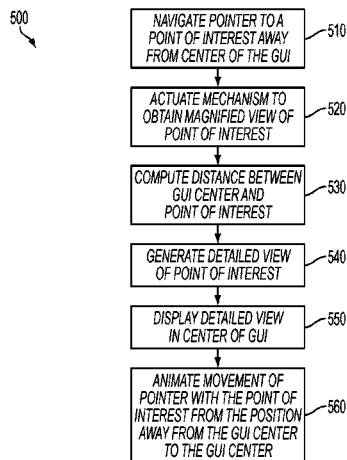 500
NAVIGATE POINTER TO A
POINT OF INTEREST AWAY
FROM CENTER OF THE GUI
510
ACTUATE MECHANISM TO
OBTAIN MAGNIFIED VIEW OF
POINT OF INTEREST
520
COMPUTE DISTANCE BETWEEN
GUI CENTER AND
POINT OF INTEREST
530
GENERATE DETAILED VIEW
OF POINT OF INTEREST
540
DISPLAY DETAILED VIEW
IN CENTER OF GUI
550
ANIMATE MOVEMENT OF
POINTER WITH THE POINT OF
INTEREST FROM THE POSITION
AWAY FROM THE GUI CENTER
TO THE GUI CENTER
560